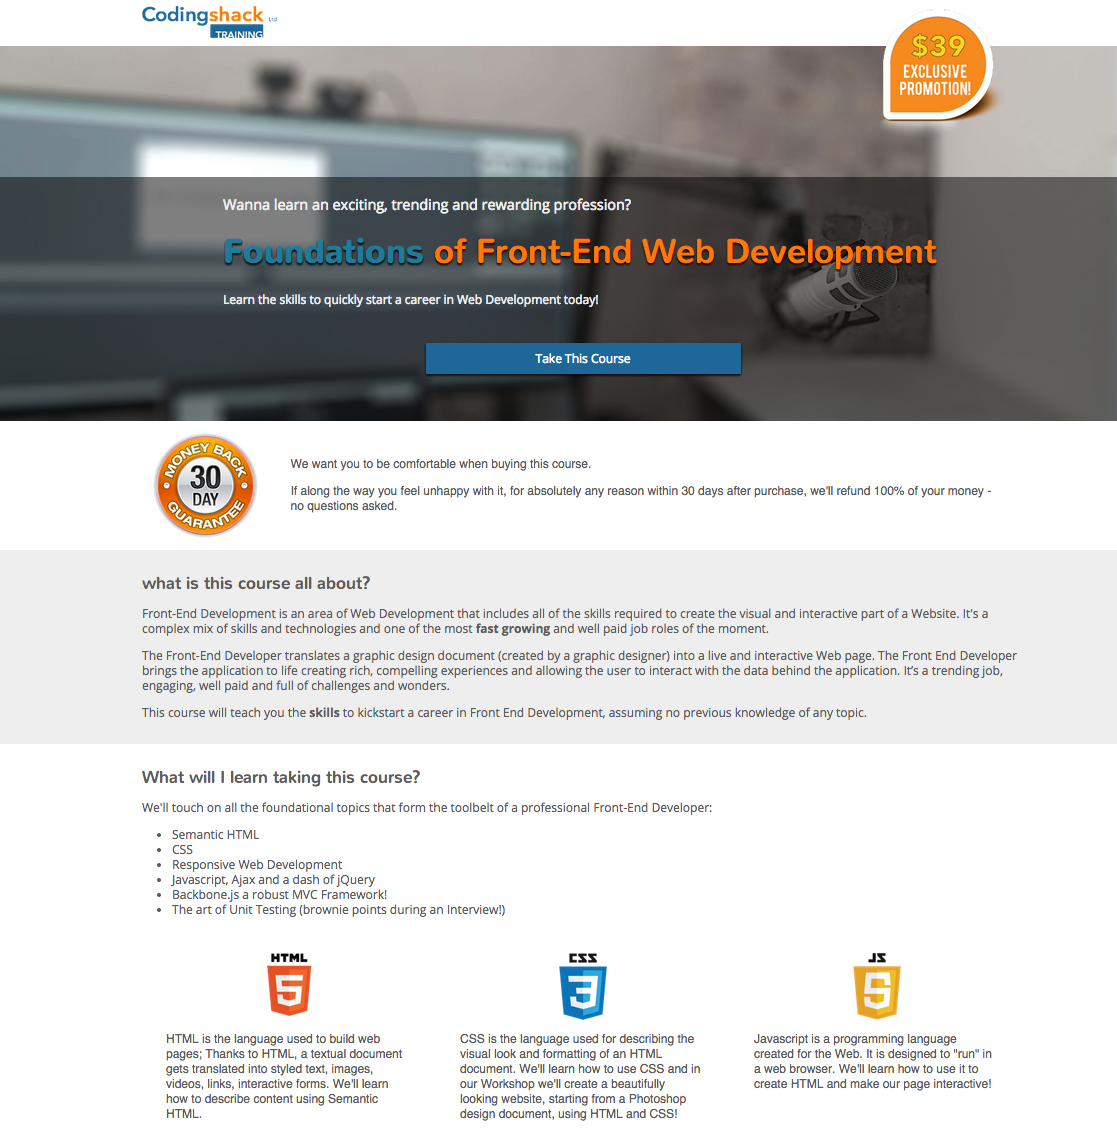 Codingshack Ltd
TRAINING
$39
EXCLUSIVE
PROMOTION!
Wanna learn an exciting, trending and rewarding profession?
Foundations of Front-End Web Development
Learn the skills to quickly start a career in Web Development today!
Take This Course
MONEY BACK
30
DAY
GUARANTEE
We want you to be comfortable when buying this course.
If along the way you feel unhappy with it, for absolutely any reason within 30 days after purchase, we'll refund 100% of your money -
no questions asked.
what is this course all about?
Front-End Development is an area of Web Development that includes all of the skills required to create the visual and interactive part of a Website. It's a
complex mix of skills and technologies and one of the most fast growing and well paid job roles of the moment.
The Front-End Developer translates a graphic design document (created by a graphic designer) into a live and interactive Web page. The Front End Developer
brings the application to life creating rich, compelling experiences and allowing the user to interact with the data behind the application. It's a trending job,
engaging, well paid and full of challenges and wonders.
This course will teach you the skills to kickstart a career in Front End Development, assuming no previous knowledge of any topic.
What will I learn taking this course?
We'll touch on all the foundational topics that form the toolbelt of a professional Front-End Developer:
• Semantic HTML
• CSS
• Responsive Web Development
• Javascript, Ajax and a dash of jQuery
• Backbone.js a robust MVC Framework!
• The art of Unit Testing (brownie points during an Interview!)
HTML
5
HTML is the language used to build web
pages; Thanks to HTML, a textual document
gets translated into styled text, images,
videos, links, interactive forms. We'll learn
how to describe content using Semantic
HTML.
CSS
3
CSS is the language used for describing the
visual look and formatting of an HTML
document. We'll learn how to use CSS and in
our Workshop we'll create a beautifully
looking website, starting from a Photoshop
design document, using HTML and CSS!
JS
5
Javascript is a programming language
created for the Web. It is designed to "run" in
a web browser. We'll learn how to use it to
create HTML and make our page interactive!